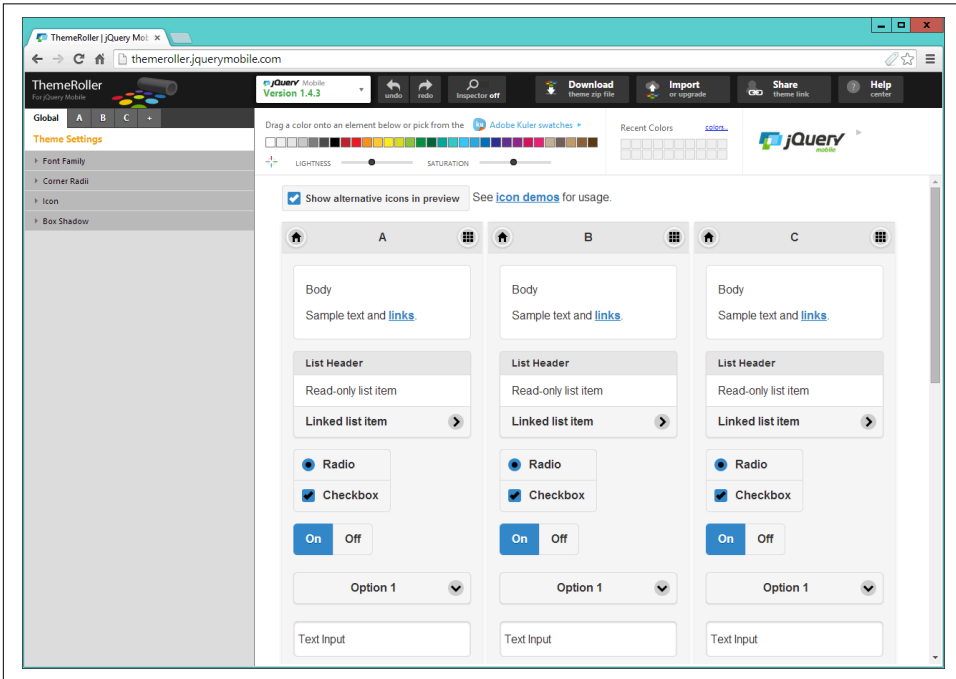 ThemeRoller | jQuery Mob
themeroller.jquerymobile.com
ThemeRoller
For jQuery Mobile
jQuery Mobile
Version 1.4.3
undo
redo
Inspector off
Download
theme zip file
Import
or upgrade
Share
theme link
Help
center
Global A B C +
Theme Settings
Font Family
Corner Radii
Icon
Box Shadow
Drag a color onto an element below or pick from the ku Adobe Kuler swatches
LIGHTNESS SATURATION
Recent Colors colors...
jQuery
mobile
Show alternative icons in preview See icon demos for usage.
A
Body
Sample text and links.
List Header
Read-only list item
Linked list item
Radio
Checkbox
On Off
Option 1
Text Input
B
Body
Sample text and links.
List Header
Read-only list item
Linked list item
Radio
Checkbox
On Off
Option 1
Text Input
C
Body
Sample text and links.
List Header
Read-only list item
Linked list item
Radio
Checkbox
On Off
Option 1
Text Input